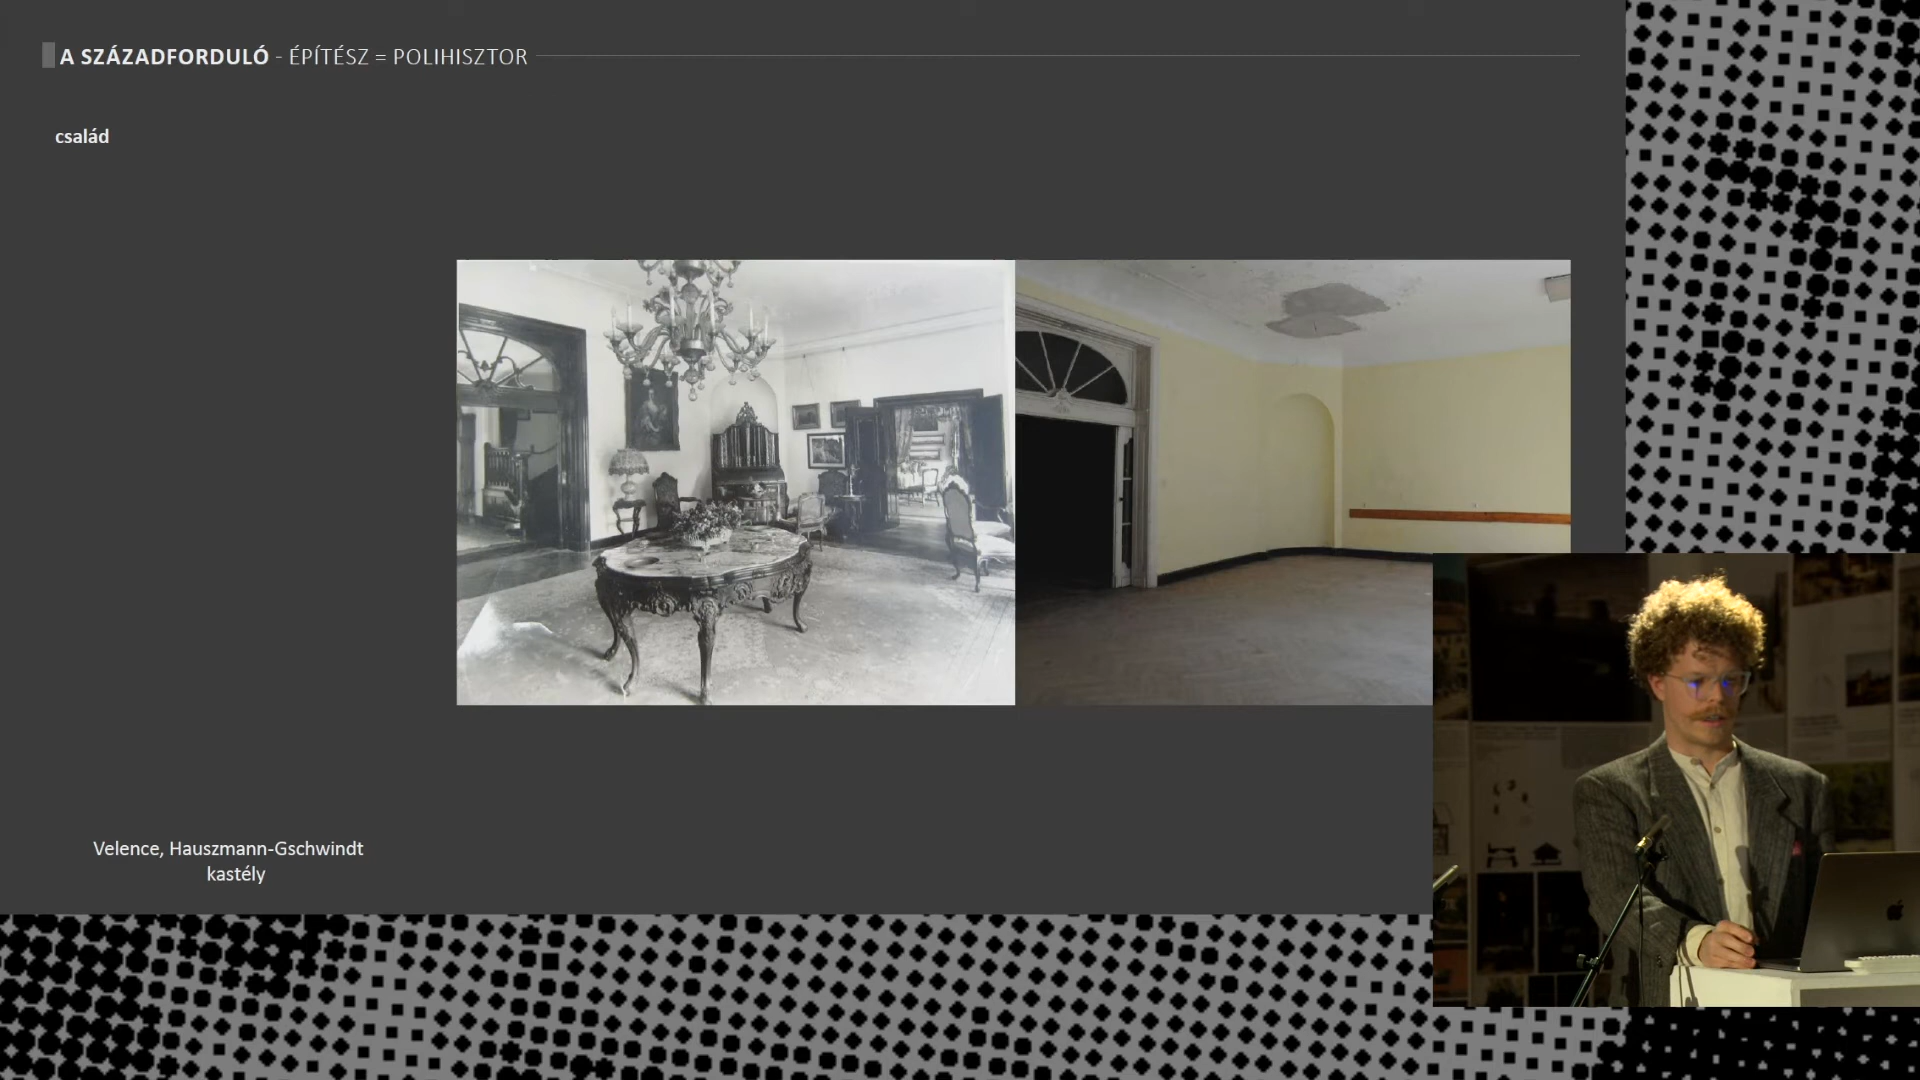 A SZÁZADFORDULÓ - ÉPÍTÉSZ = POLIHISZTOR
család
Velence, Hauszmann-Gschwindt
kastély